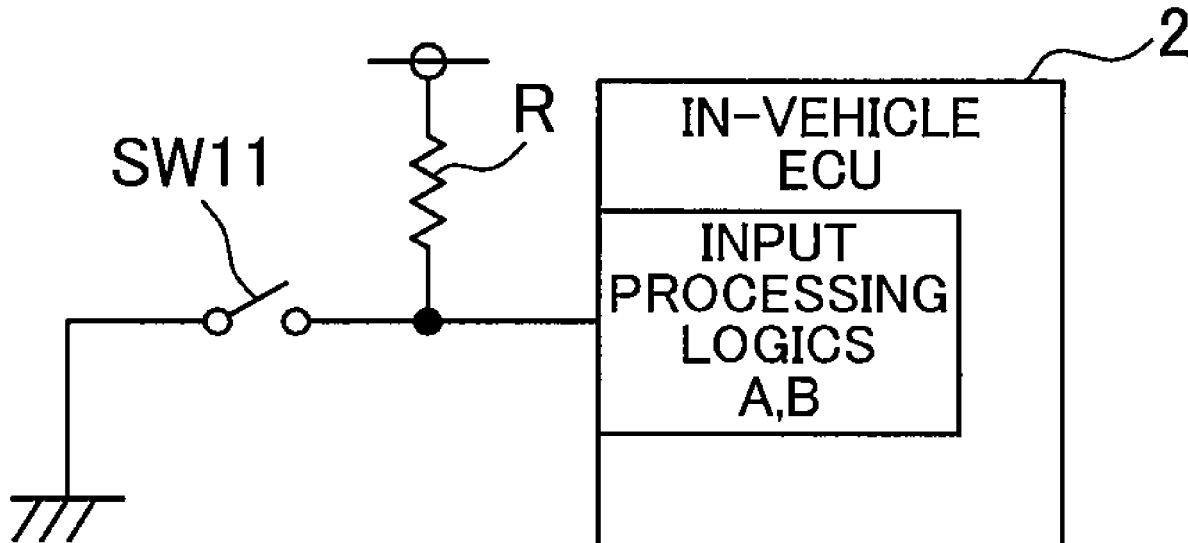 2
R
IN-VEHICLE
ECU
SW11
INPUT
PROCESSING
LOGICS
A,B